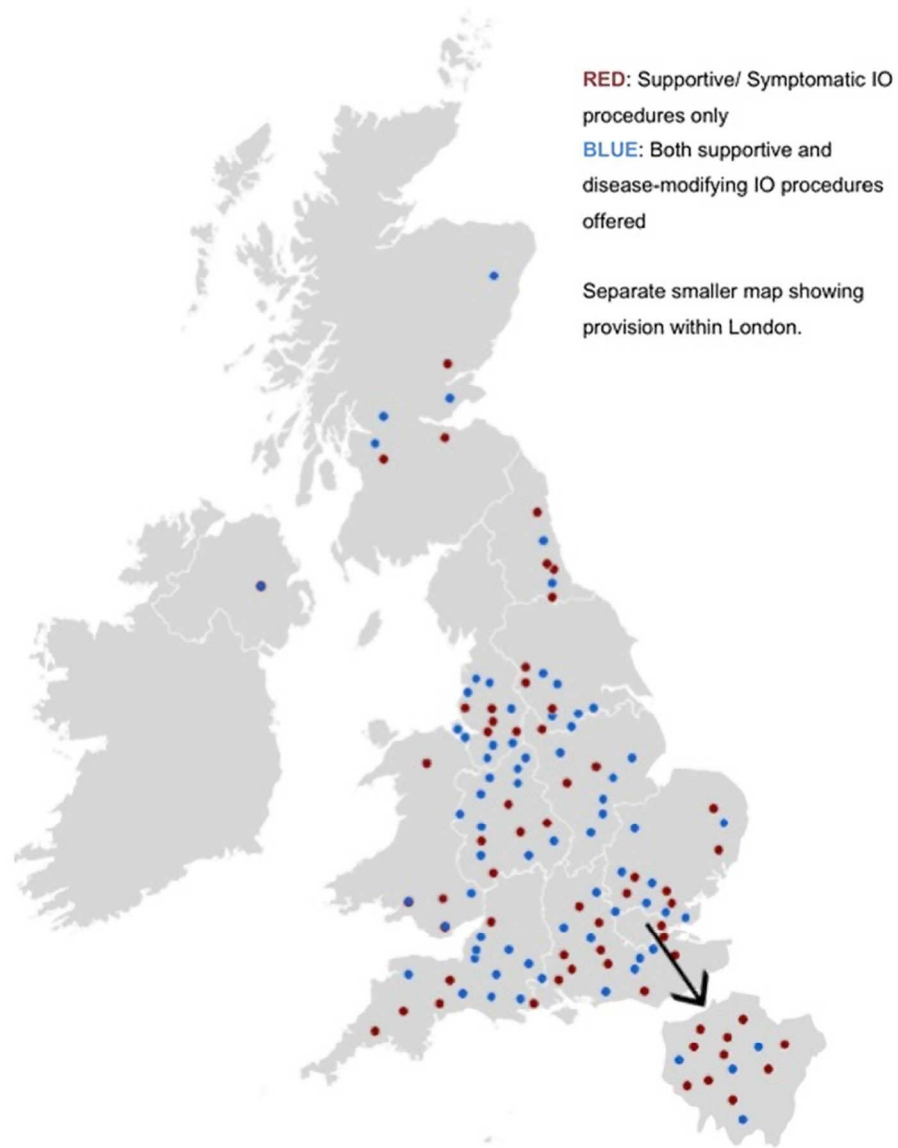 RED: Supportive/ Symptomatic IO
procedures only
BLUE: Both supportive and
disease-modifying IO procedures
offered
Separate smaller map showing
provision within London.